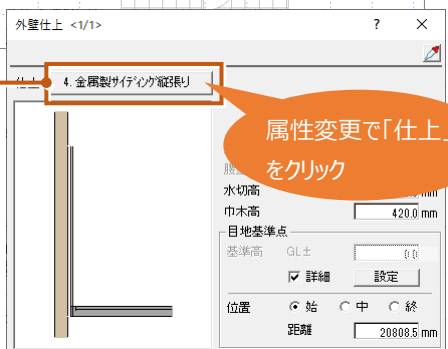 外壁仕上 <1/1>
? ×
仕上 4. 金属製サイディング縦張り
属性変更で「仕上」
をクリック
水切高 mm
巾木高 420.0 mm
目地基準点
基準高 GL± 0.0
詳細 設定
位置 始 中 終
距離 20808.5 mm